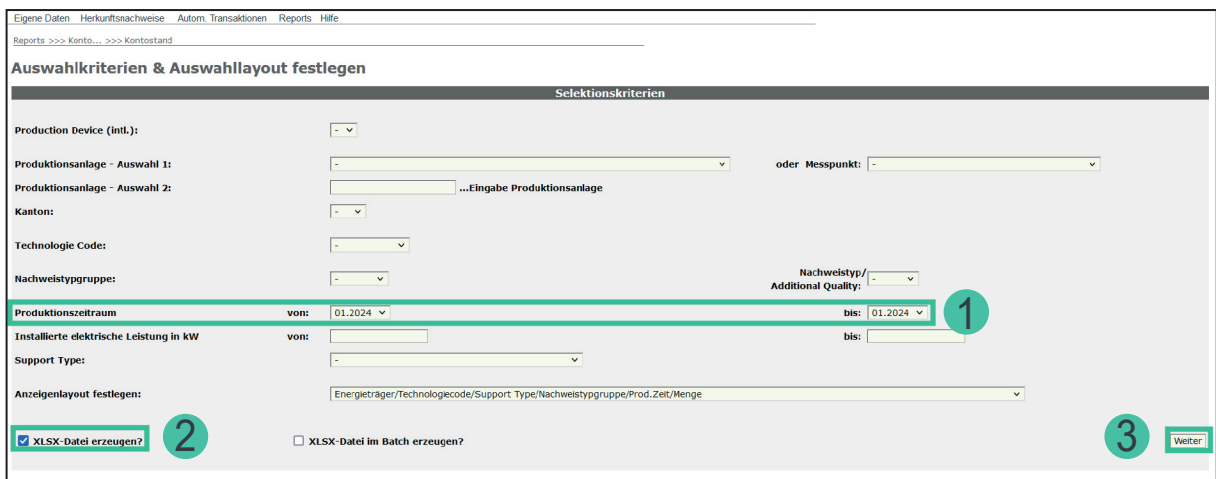 Eigene Daten Herkunftsnachweise Autom. Transaktionen Reports Hilfe
Reports >>> Konto... >>> Kontostand
Auswahlkriterien & Auswahllayout festlegen
Selektionskriterien
Production Device (intl.): -
Produktionsanlage - Auswahl 1: - oder Messpunkt: -
Produktionsanlage - Auswahl 2: ...Eingabe Produktionsanlage
Kanton: -
Technologie Code: -
Nachweistypgruppe: - Nachweistyp/
Additional Quality: -
Produktionszeitraum von: 01.2024 bis: 01.2024 1
Installierte elektrische Leistung in kW von: bis:
Support Type: -
Anzeigenlayout festlegen: Energieträger/Technologiecode/Support Type/Nachweistypgruppe/Prod.Zeit/Menge
XLSX-Datei erzeugen? 2 XLSX-Datei im Batch erzeugen? 3 Weiter